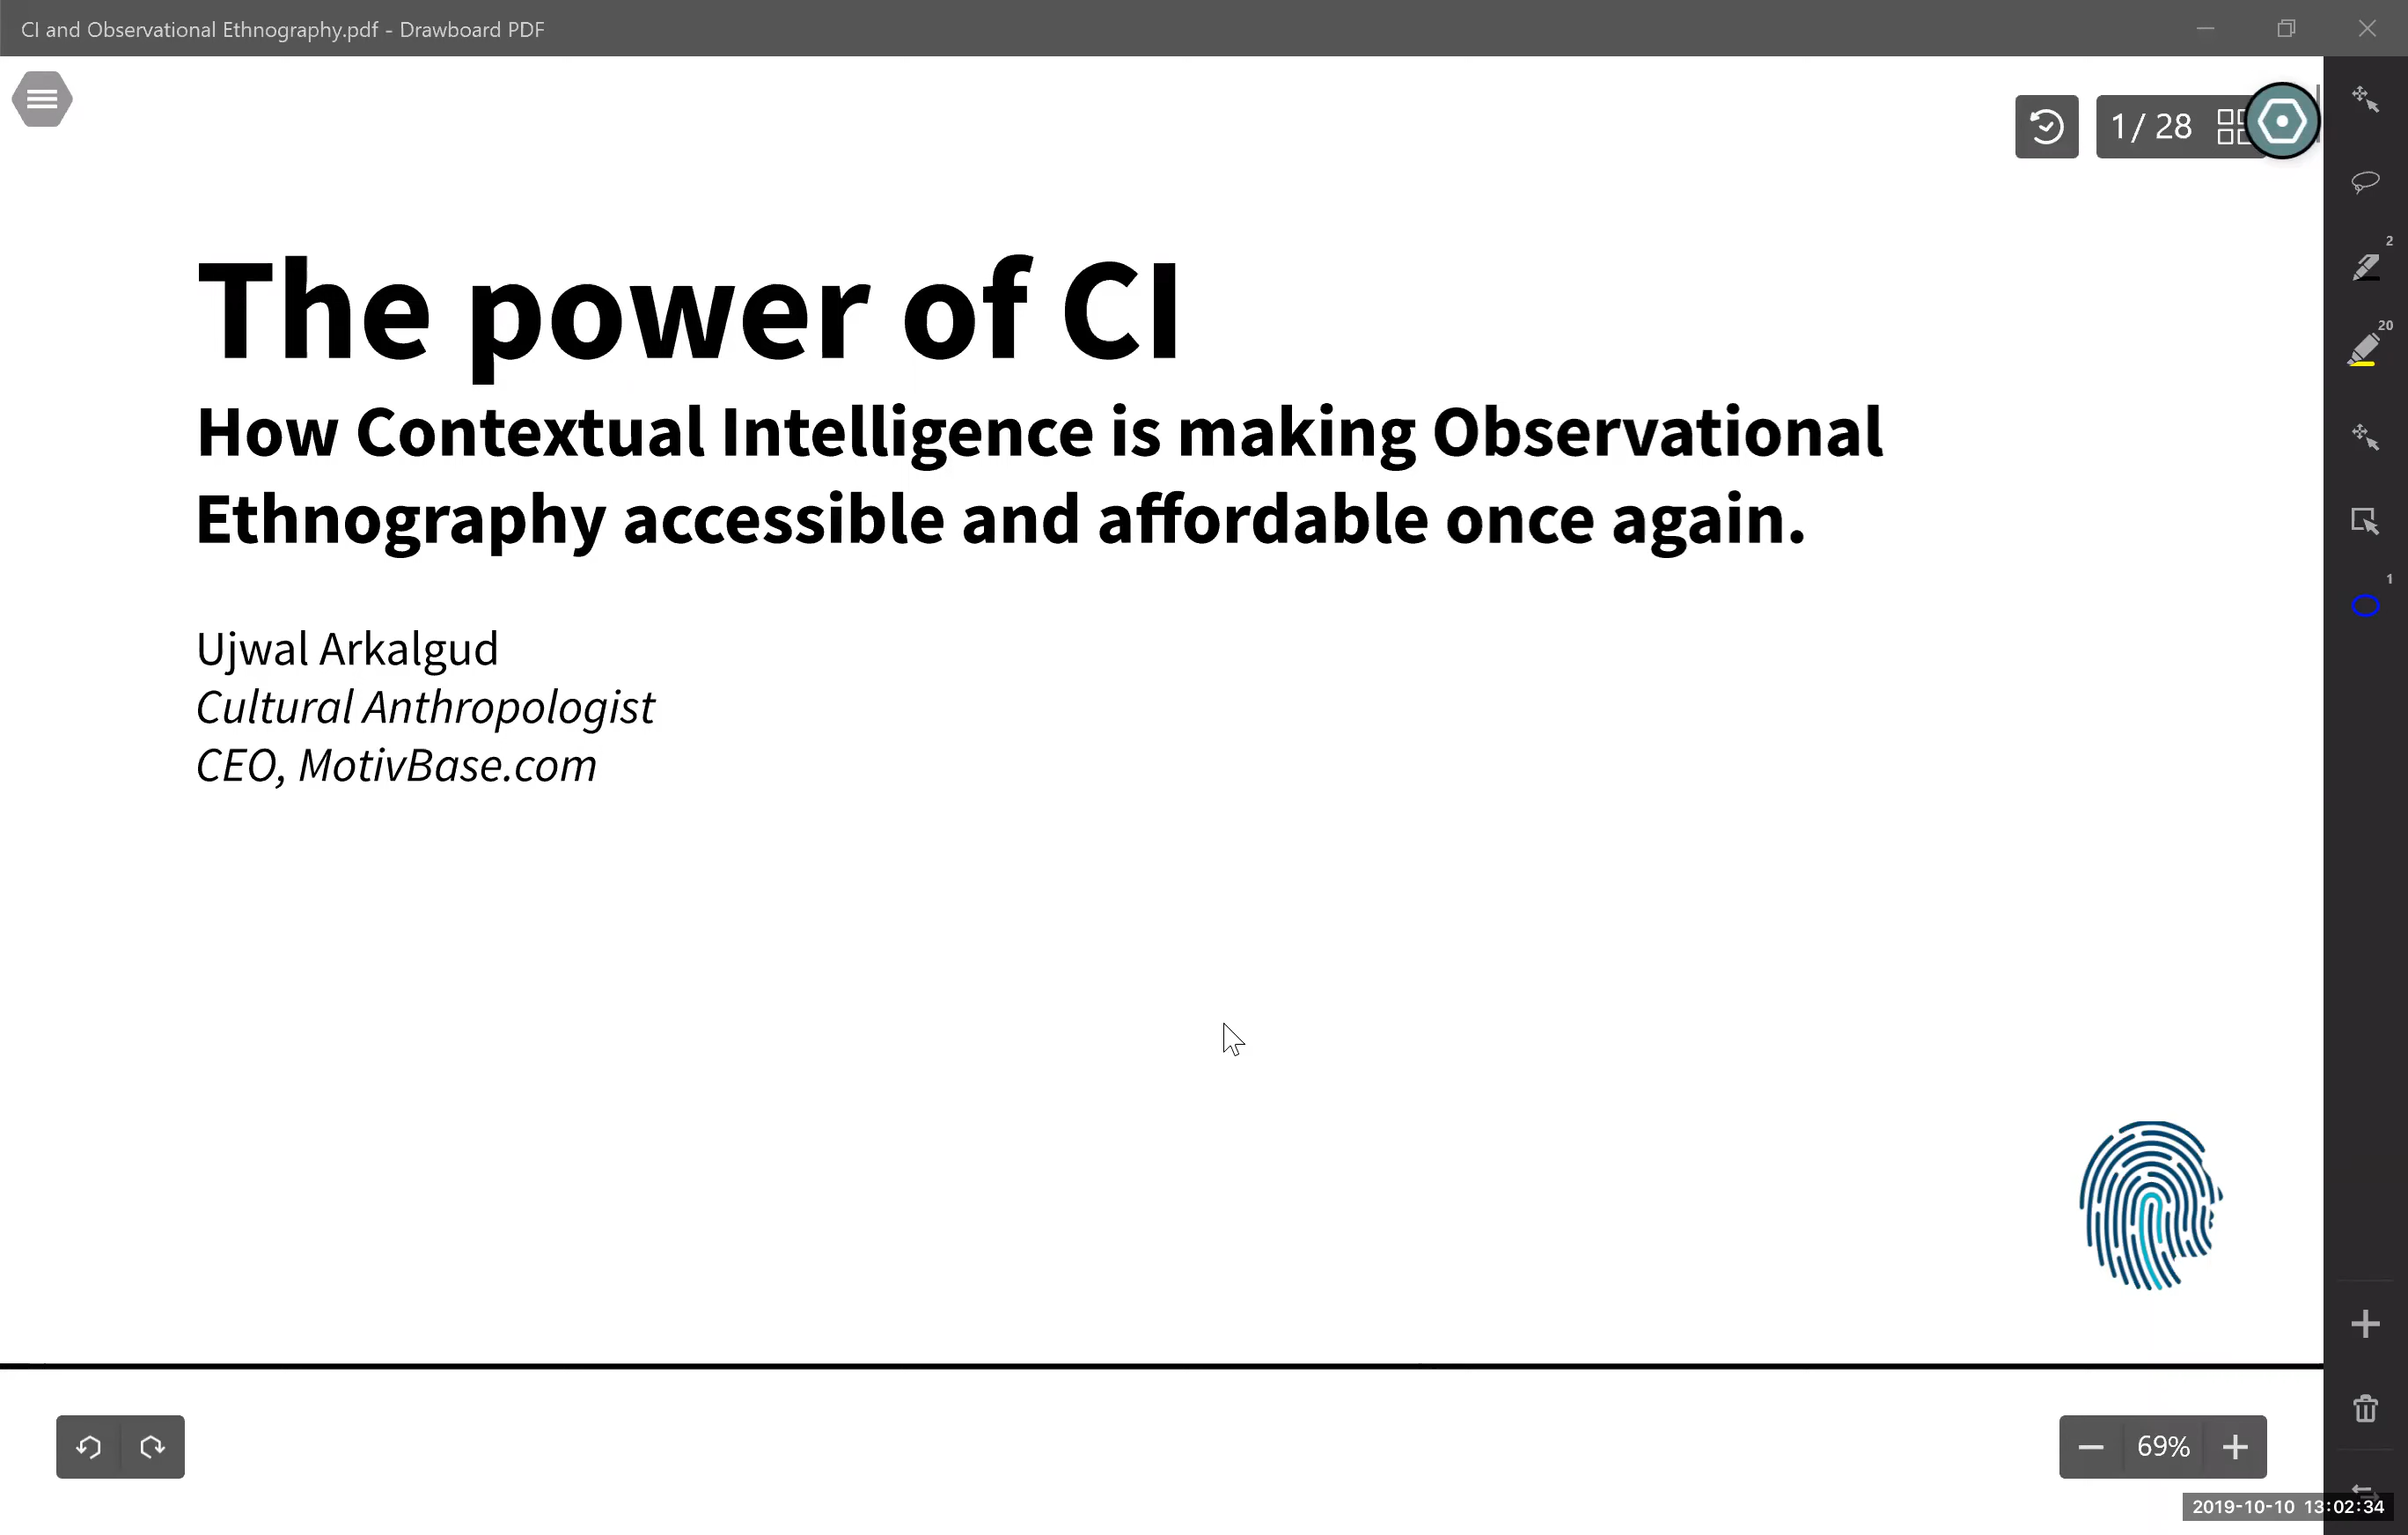 CI and Observational Ethnography.pdf - Drawboard PDF
1 / 28
The power of CI
How Contextual Intelligence is making Observational
Ethnography accessible and affordable once again.
Ujwal Arkalgud
Cultural Anthropologist
CEO, MotivBase.com
2
20
1
69%
2019-10-10 13:02:34